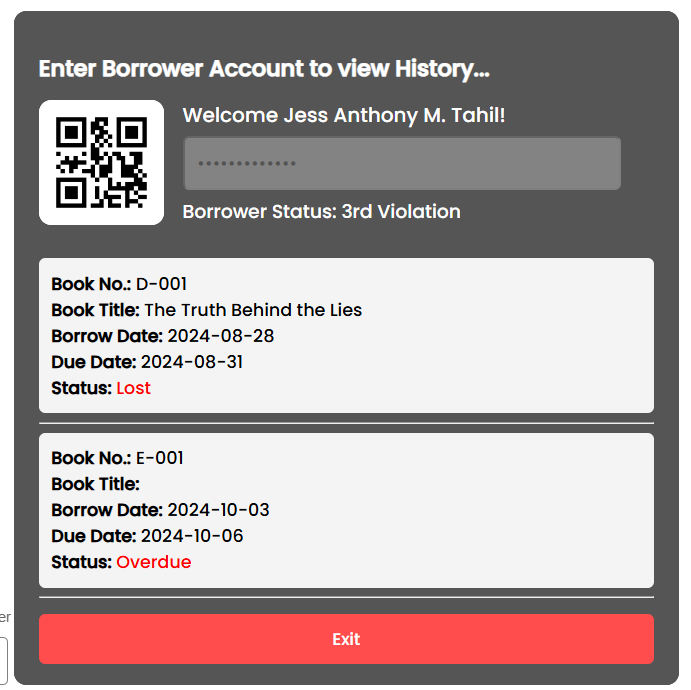 Enter Borrower Account to view History...
Welcome Jess Anthony M. Tahil!
•••••••••••••
Borrower Status: 3rd Violation
Book No.: D-001
Book Title: The Truth Behind the Lies
Borrow Date: 2024-08-28
Due Date: 2024-08-31
Status: Lost
Book No.: E-001
Book Title:
Borrow Date: 2024-10-03
Due Date: 2024-10-06
Status: Overdue
er
Exit